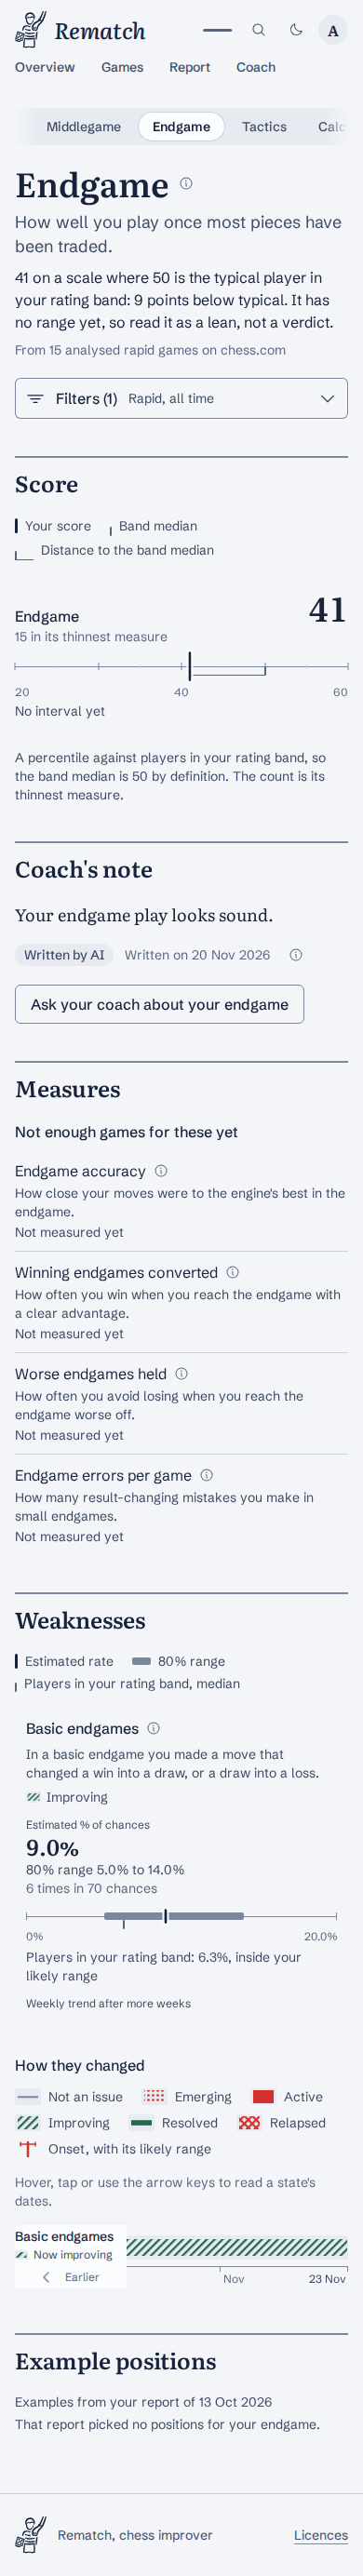 Rematch
A
Overview Games Report Coach
Middlegame Endgame Tactics Calc
Endgame
How well you play once most pieces have
been traded.
41 on a scale where 50 is the typical player in
your rating band: 9 points below typical. It has
no range yet, so read it as a lean, not a verdict.
From 15 analysed rapid games on chess.com
Filters (1) Rapid, all time
Score
Your score Band median
Distance to the band median
Endgame 41
15 in its thinnest measure
20 40 60
No interval yet
A percentile against players in your rating band, so
the band median is 50 by definition. The count is its
thinnest measure.
Coach's note
Your endgame play looks sound.
Written by AI Written on 20 Nov 2026
Ask your coach about your endgame
Measures
Not enough games for these yet
Endgame accuracy
How close your moves were to the engine's best in the
endgame.
Not measured yet
Winning endgames converted
How often you win when you reach the endgame with
a clear advantage.
Not measured yet
Worse endgames held
How often you avoid losing when you reach the
endgame worse off.
Not measured yet
Endgame errors per game
How many result-changing mistakes you make in
small endgames.
Not measured yet
Weaknesses
Estimated rate 80% range
Players in your rating band, median
Basic endgames
In a basic endgame you made a move that
changed a win into a draw, or a draw into a loss.
Improving
Estimated % of chances
9.0%
80% range 5.0% to 14.0%
6 times in 70 chances
0% 20.0%
Players in your rating band: 6.3%, inside your
likely range
Weekly trend after more weeks
How they changed
Not an issue Emerging Active
Improving Resolved Relapsed
Onset, with its likely range
Hover, tap or use the arrow keys to read a state's
dates.
Basic endgames
Now improving
Earlier Nov 23 Nov
Example positions
Examples from your report of 13 Oct 2026
That report picked no positions for your endgame.
Rematch, chess improver Licences